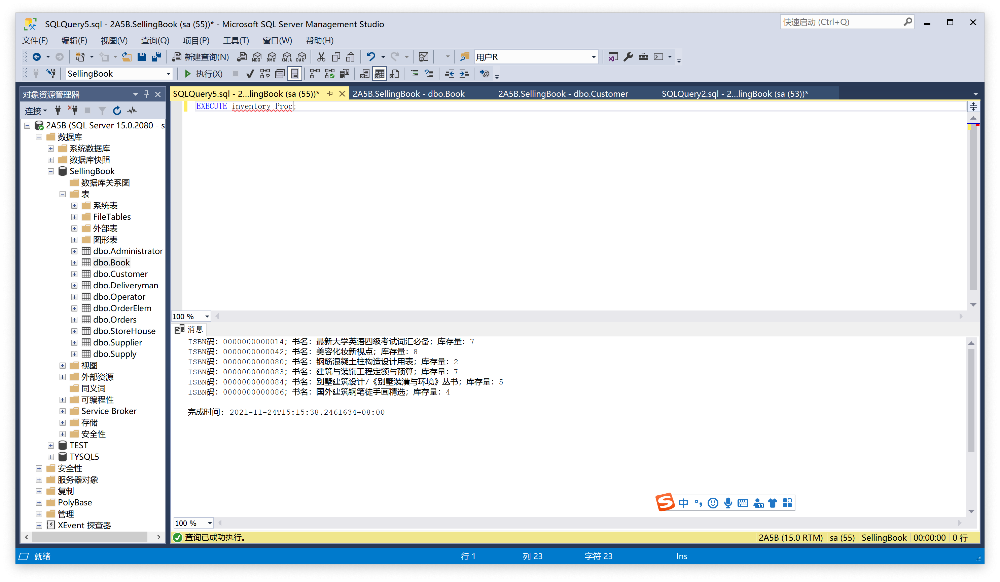 SQLQuery5.sql - 2A5B.SellingBook (sa (55))* - Microsoft SQL Server Management Studio
快速启动 (Ctrl+Q)
文件(F) 编辑(E) 视图(V) 查询(Q) 项目(P) 工具(T) 窗口(W) 帮助(H)
新建查询(N) MDX DMX XMLA DAX 用户R
SellingBook 执行(X)
对象资源管理器
连接
2A5B (SQL Server 15.0.2080 - s
数据库
系统数据库
数据库快照
SellingBook
数据库关系图
表
系统表
FileTables
外部表
图形表
dbo.Administrator
dbo.Book
dbo.Customer
dbo.Deliveryman
dbo.Operator
dbo.OrderElem
dbo.Orders
dbo.StoreHouse
dbo.Supplier
dbo.Supply
视图
外部资源
同义词
可编程性
Service Broker
存储
安全性
TEST
TYSQL5
安全性
服务器对象
复制
PolyBase
管理
XEvent 探查器
SQLQuery5.sql - 2...lingBook (sa (55))* 2A5B.SellingBook - dbo.Book 2A5B.SellingBook - dbo.Customer SQLQuery2.sql - 2...lingBook (sa (53))*
EXECUTE inventory_Proc;
100 %
消息
ISBN码：0000000000014；书名：最新大学英语四级考试词汇必备；库存量：7
ISBN码：0000000000042；书名：美容化妆新视点；库存量：8
ISBN码：0000000000080；书名：钢筋混凝土柱构造设计用表；库存量：2
ISBN码：0000000000083；书名：建筑与装饰工程定额与预算；库存量：7
ISBN码：0000000000084；书名：别墅建筑设计/《别墅装潢与环境》丛书；库存量：5
ISBN码：0000000000086；书名：国外建筑钢笔徒手画精选；库存量：4
完成时间：2021-11-24T15:15:38.2461634+08:00
中
100 %
查询已成功执行。 2A5B (15.0 RTM) sa (55) SellingBook 00:00:00 0 行
就绪 行 1 列 23 字符 23 Ins